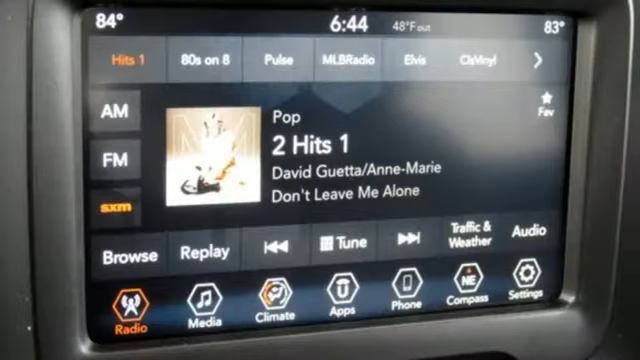 84° 6:44 48°F out 83°
Hits 1 80s on 8 Pulse MLBRadio Elvis ClsVinyl
AM
FM
sxm
Pop
2 Hits 1
David Guetta/Anne-Marie
Don't Leave Me Alone
Fav
Browse Replay Tune Traffic & Weather Audio
Radio Media Climate Apps Phone NE Compass Settings